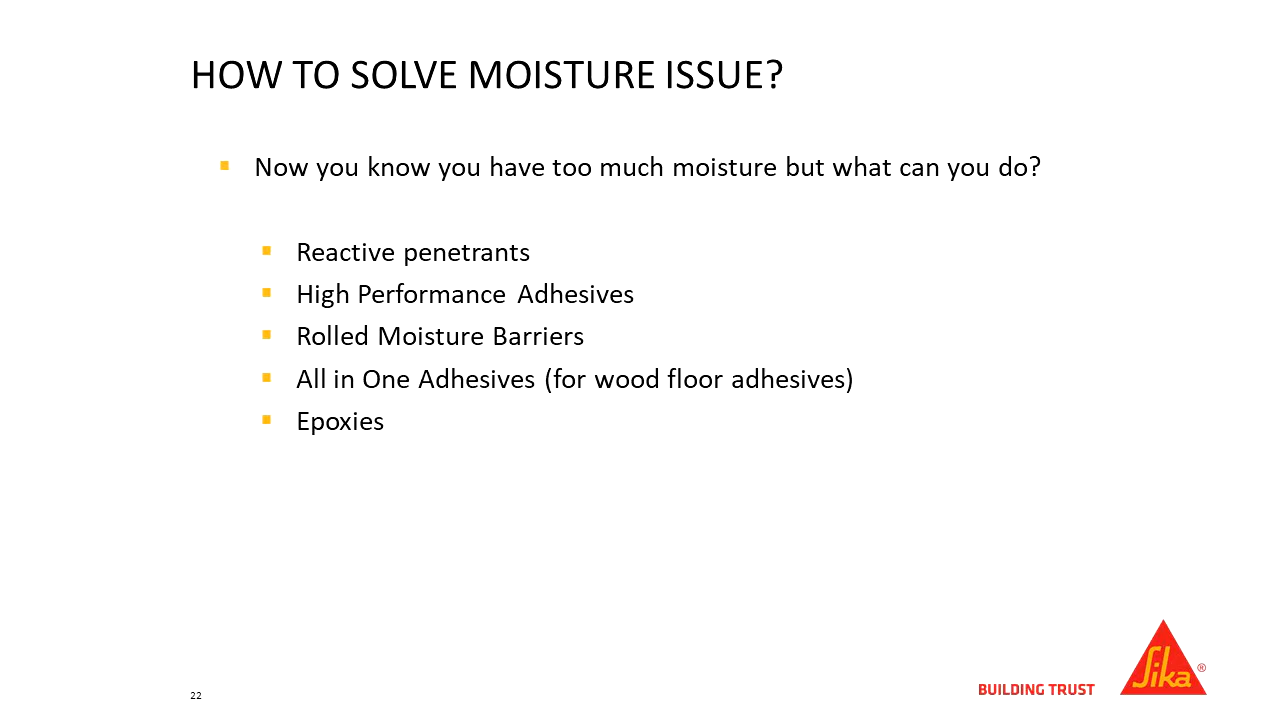 HOW TO SOLVE MOISTURE ISSUE?
Now you know you have too much moisture but what can you do?
Reactive penetrants
High Performance Adhesives
Rolled Moisture Barriers
All in One Adhesives (for wood floor adhesives)
Epoxies
22
BUILDING TRUST
Sika®